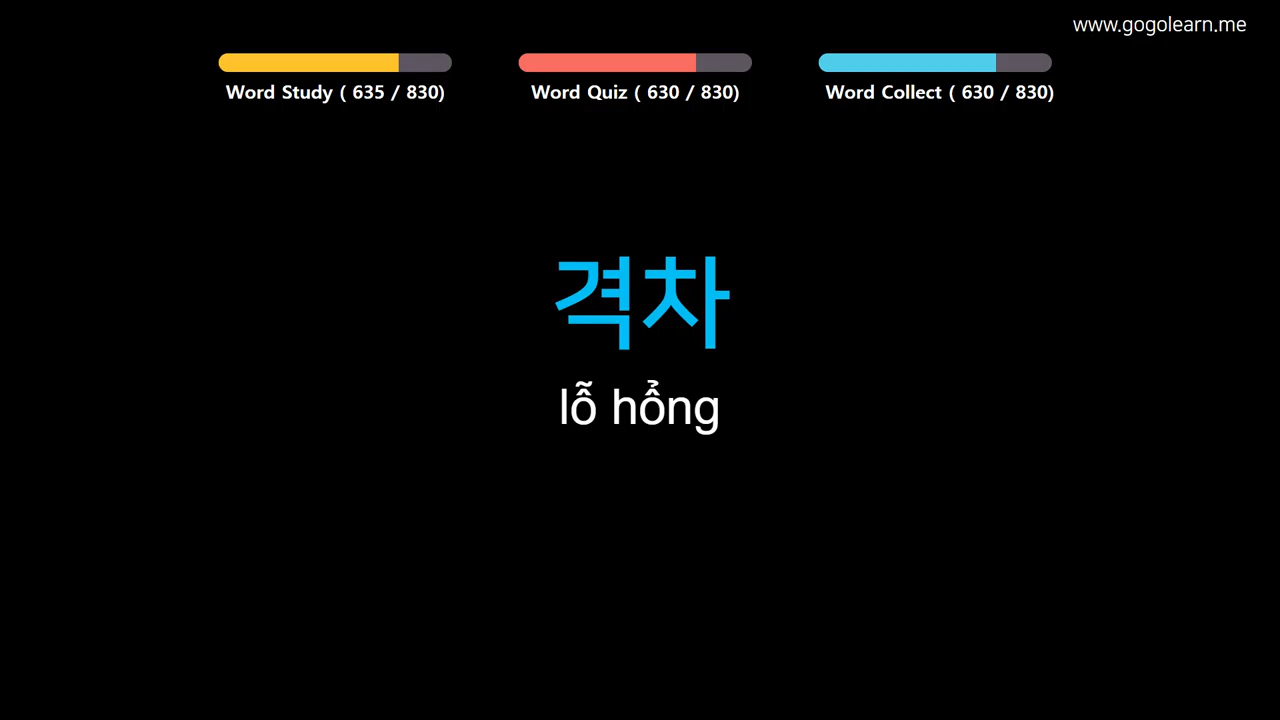 www.gogolearn.me
Word Study ( 635 / 830)
Word Quiz ( 630 / 830)
Word Collect ( 630 / 830)
격차
lỗ hổng